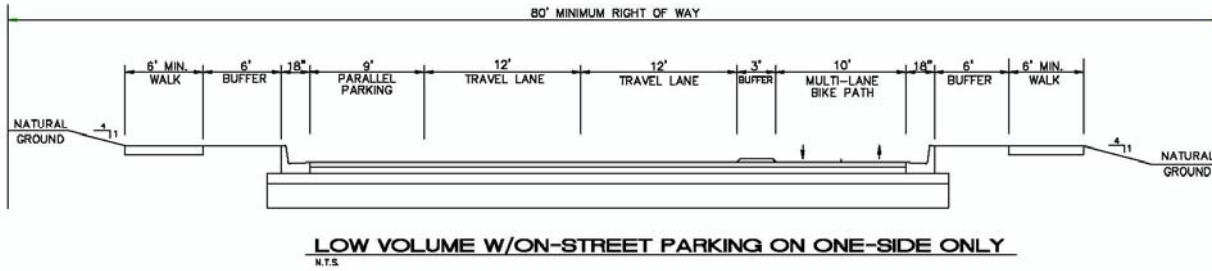 80' MINIMUM RIGHT OF WAY
6' MIN.
WALK
6'
BUFFER
18"
9'
PARALLEL
PARKING
12'
TRAVEL LANE
12'
TRAVEL LANE
3'
BUFFER
10'
MULTI-LANE
BIKE PATH
18"
6'
BUFFER
6' MIN.
WALK
NATURAL
GROUND
4
1
4
1
NATURAL
GROUND
LOW VOLUME W/ON-STREET PARKING ON ONE-SIDE ONLY
N.T.S.